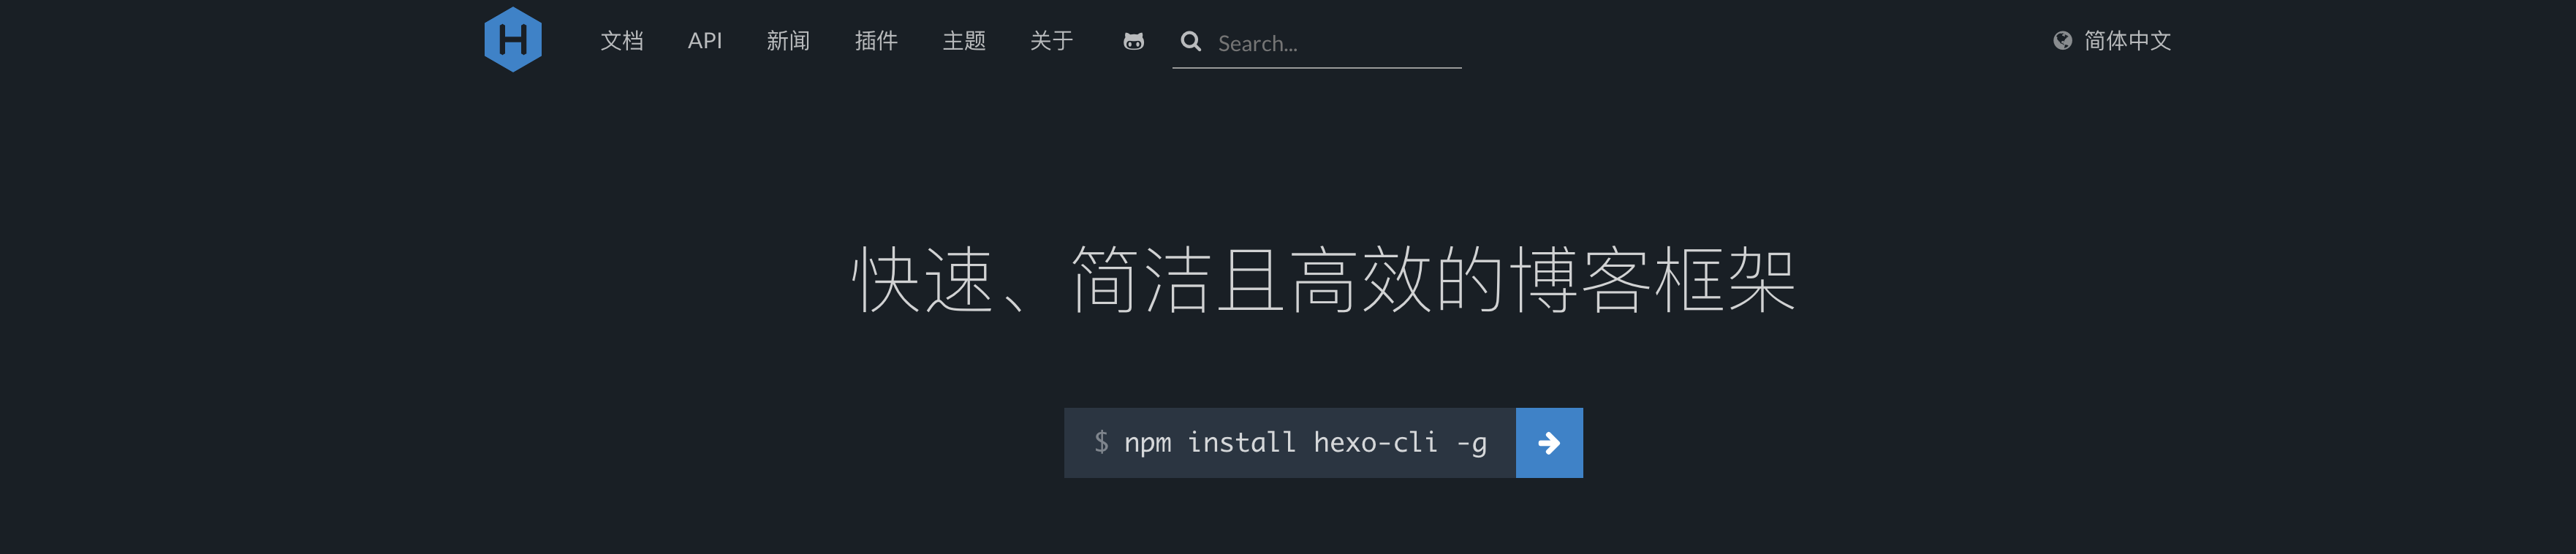 H 文档 API 新闻 插件 主题 关于 Search... 简体中文
快速、简洁且高效的博客框架
$ npm install hexo-cli -g